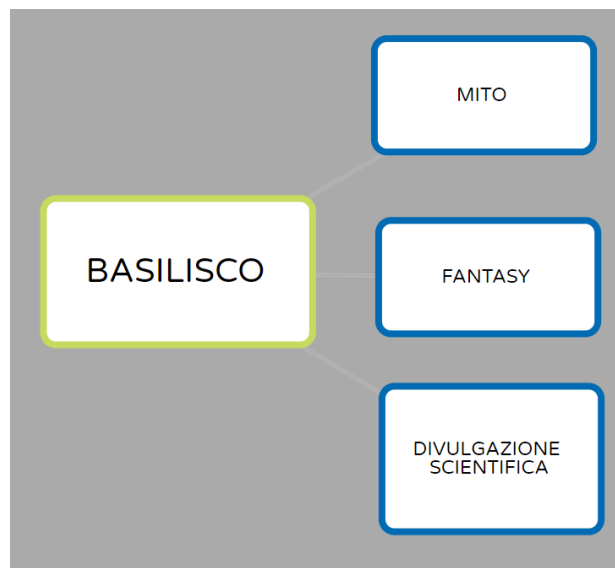 MITO
BASILISCO
FANTASY
DIVULGAZIONE
SCIENTIFICA